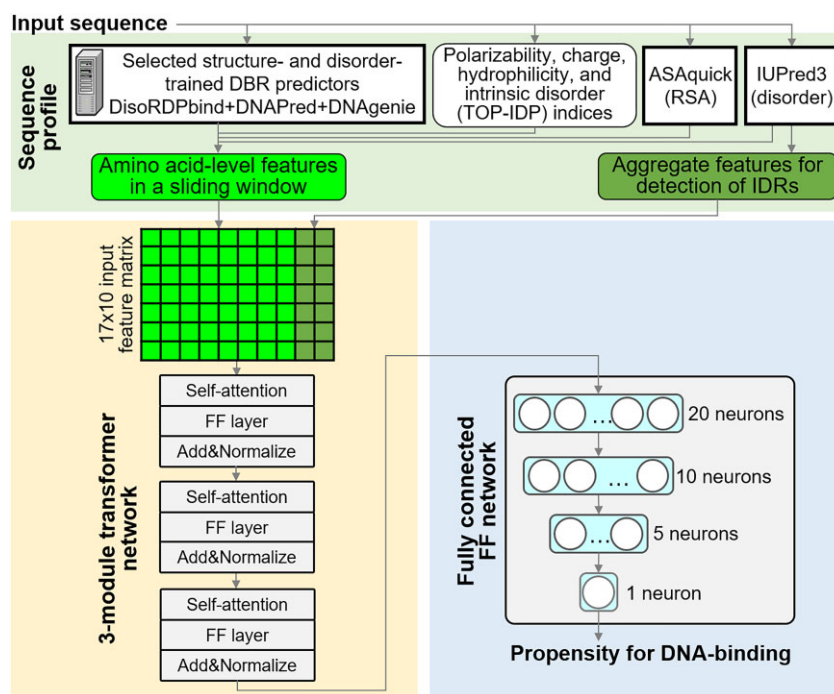 Input sequence
Sequence
profile
Selected structure- and disorder-
trained DBR predictors
DisoRDPbind+DNAPred+DNAgenie
Polarizability, charge,
hydrophilicity, and
intrinsic disorder
(TOP-IDP) indices
ASAquick
(RSA)
IUPred3
(disorder)
Amino acid-level features
in a sliding window
Aggregate features for
detection of IDRs
17x10 input
feature matrix
3-module transformer
network
Self-attention
FF layer
Add&Normalize
Self-attention
FF layer
Add&Normalize
Self-attention
FF layer
Add&Normalize
Fully connected
FF network
... 20 neurons
... 10 neurons
... 5 neurons
1 neuron
Propensity for DNA-binding